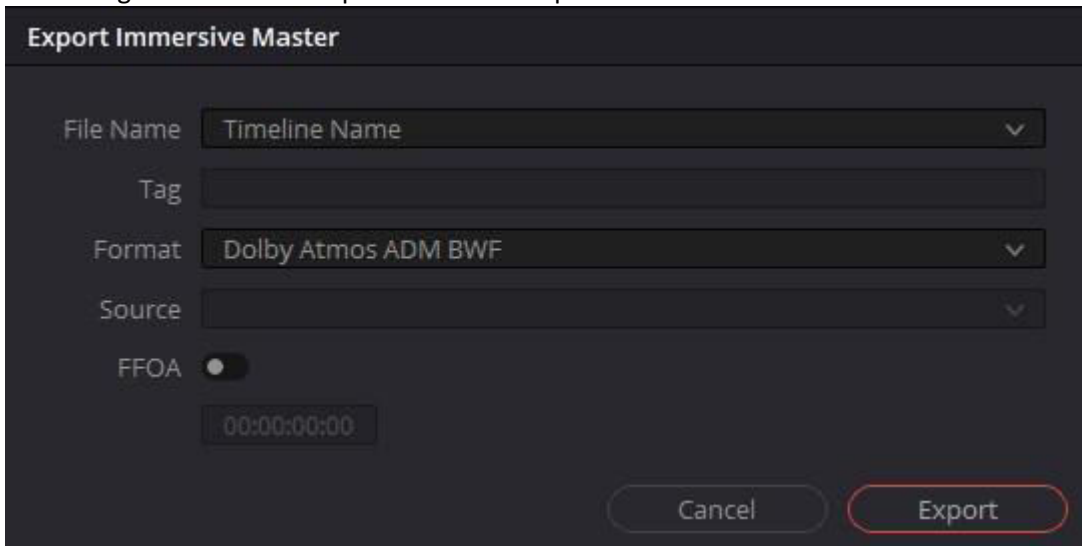 Export Immersive Master
File Name Timeline Name
Tag
Format Dolby Atmos ADM BWF
Source
FFOA
00:00:00:00
Cancel Export